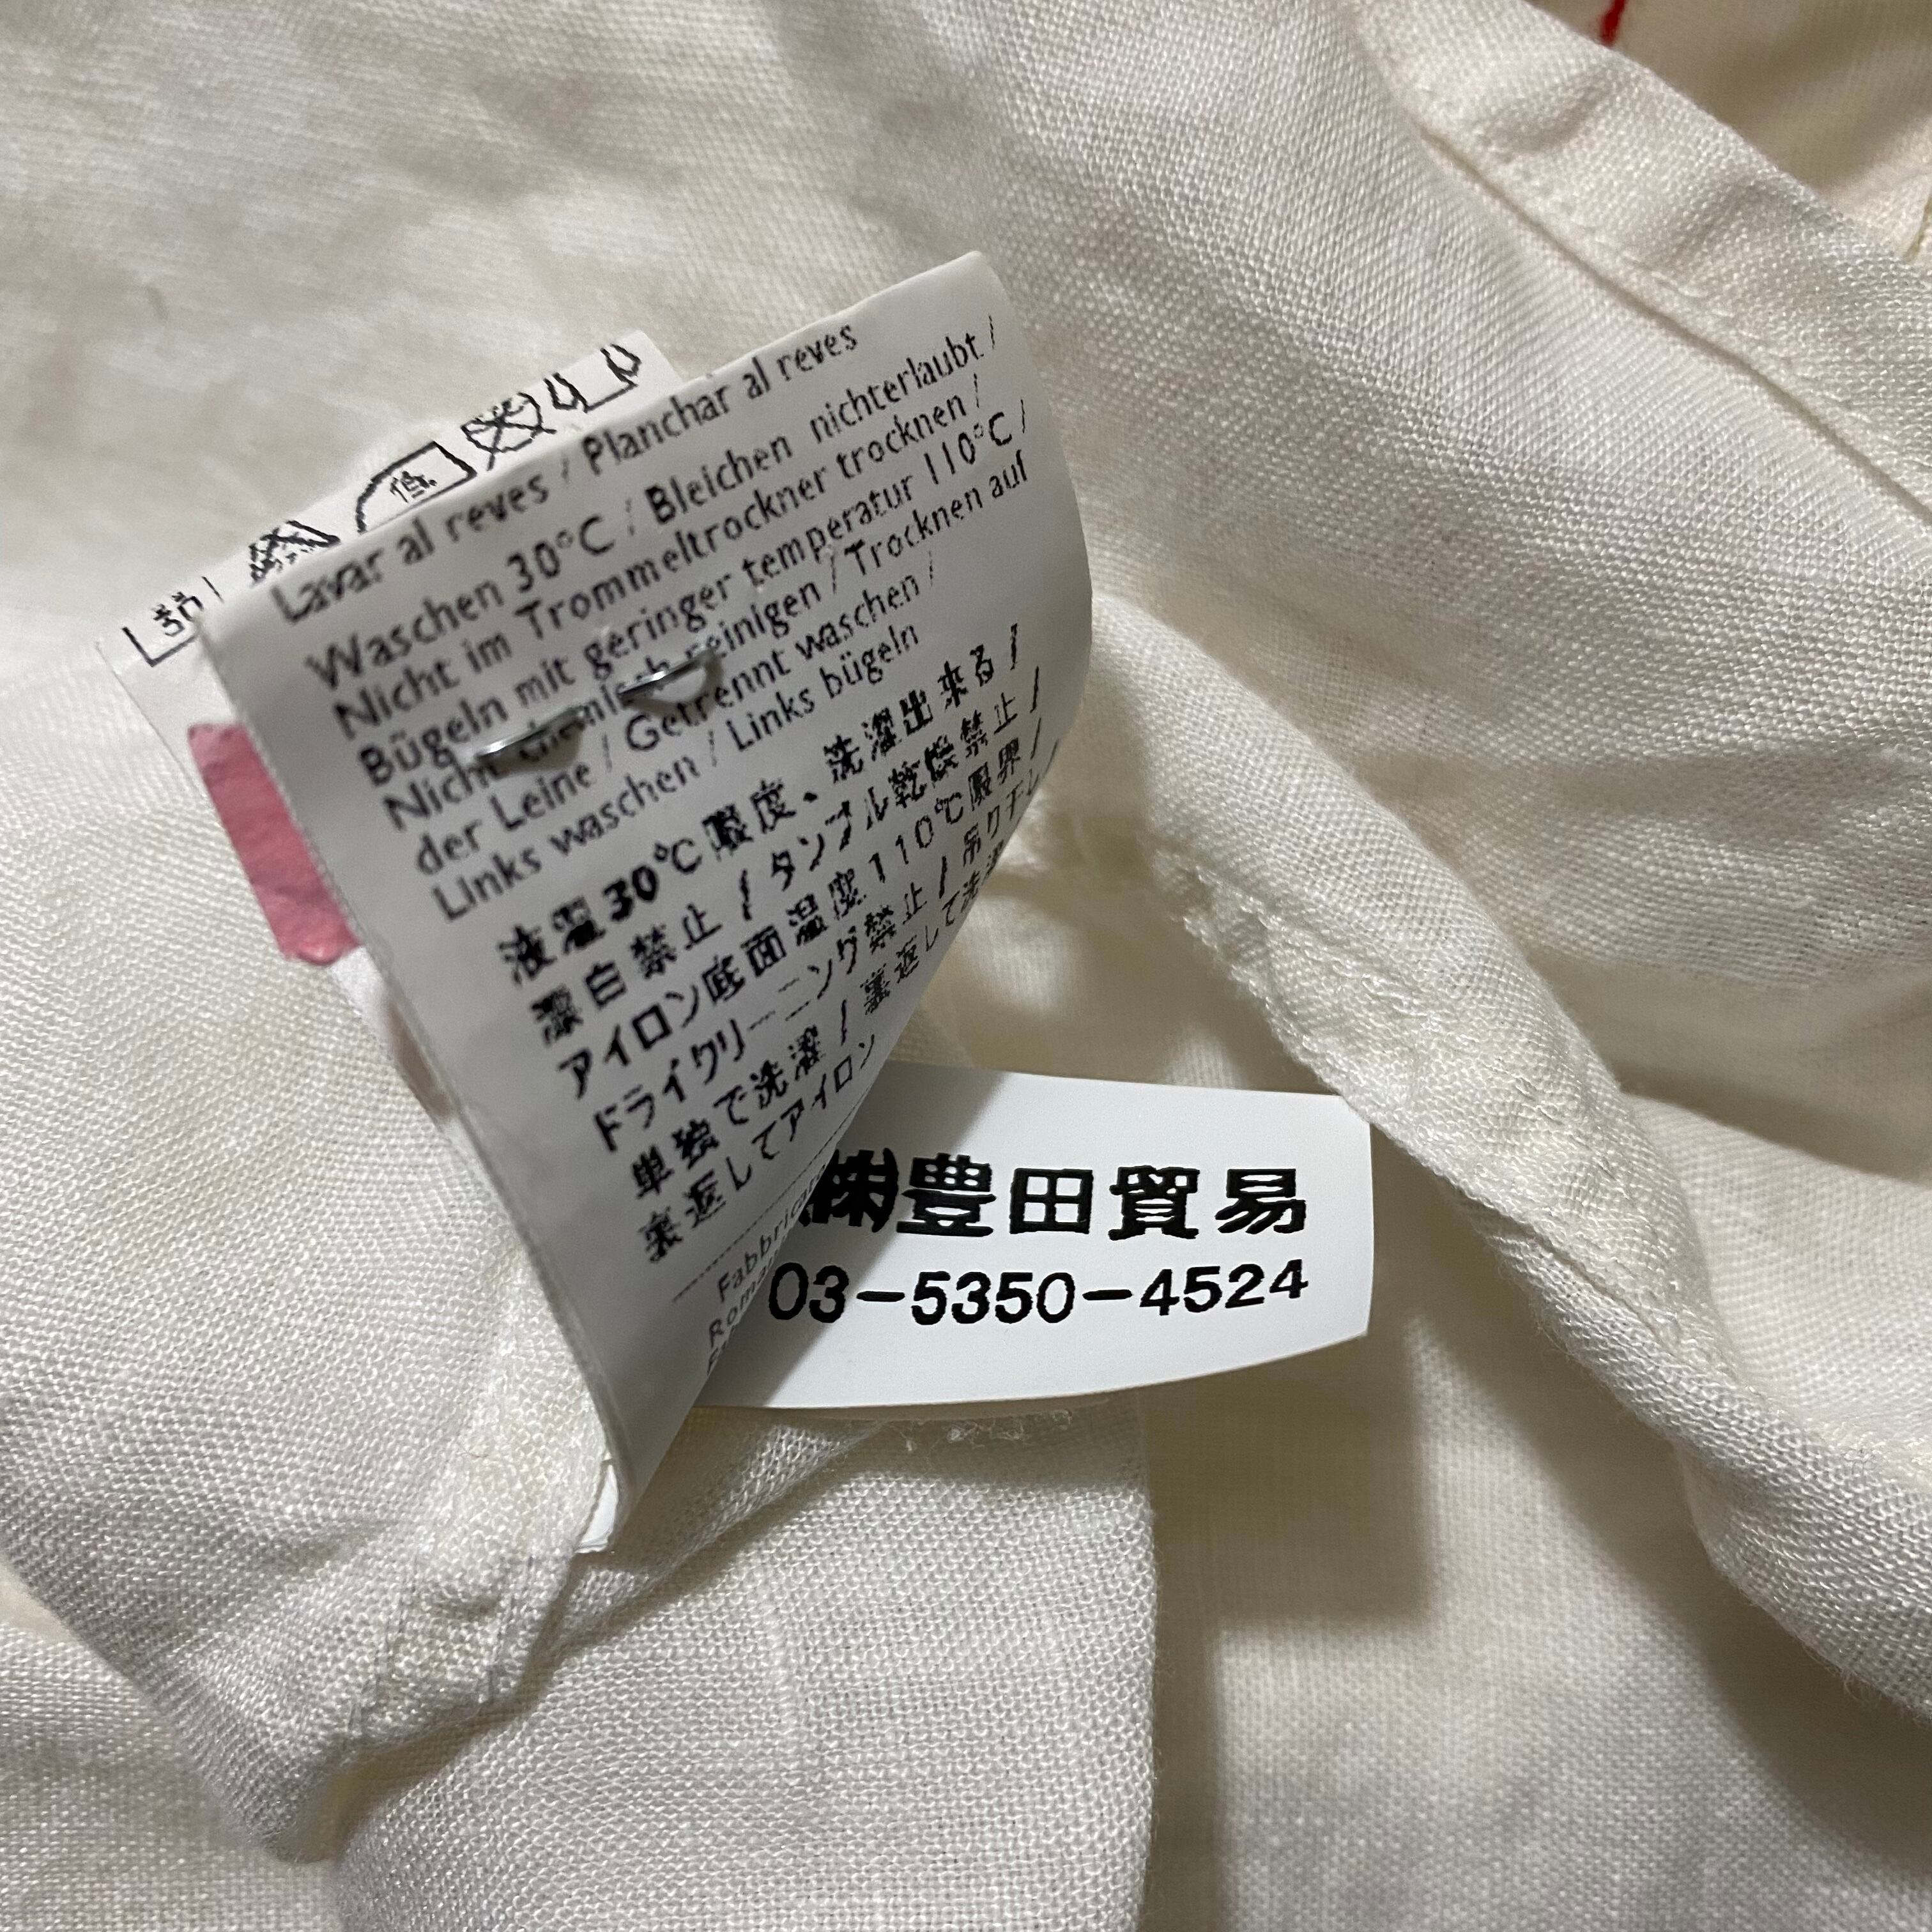 低
弱
Lavar al reves / Planchar al reves
Waschen 30°C / Bleichen nichterlaubt /
Nicht im Trommeltrockner trocknen /
Bügeln mit geringer temperatur 110°C /
Nicht chemisch reinigen / Trocknen auf
der Leine / Getrennt waschen /
Links waschen / Links bügeln
液温30°C限度、洗濯出来る /
漂白禁止 / タンブル乾燥禁止 /
アイロン底面温度110°C限界 /
ドライクリーニング禁止 / 吊り干し
単独で洗濯 / 裏返して洗濯
裏返してアイロン
(株)豊田貿易
03-5350-4524